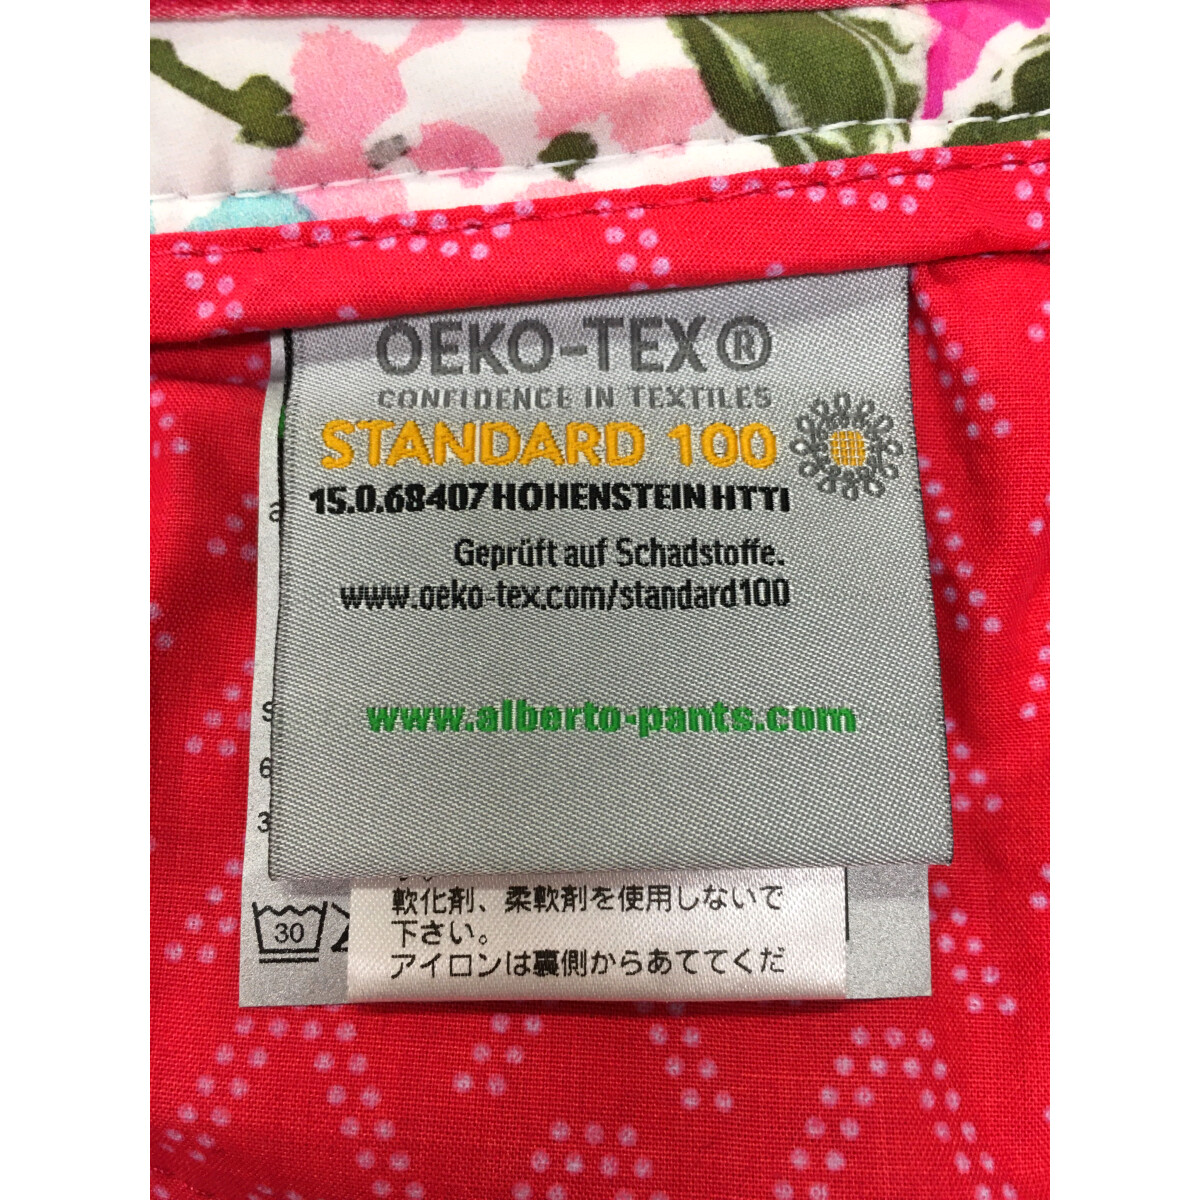 OEKO-TEX®
CONFIDENCE IN TEXTILES
STANDARD 100
15.0.68407 HOHENSTEIN HTTI
Geprüft auf Schadstoffe.
www.oeko-tex.com/standard100
www.alberto-pants.com
a
S
6
3
30
軟化剤、柔軟剤を使用しないで
下さい。
アイロンは裏側からあててくだ